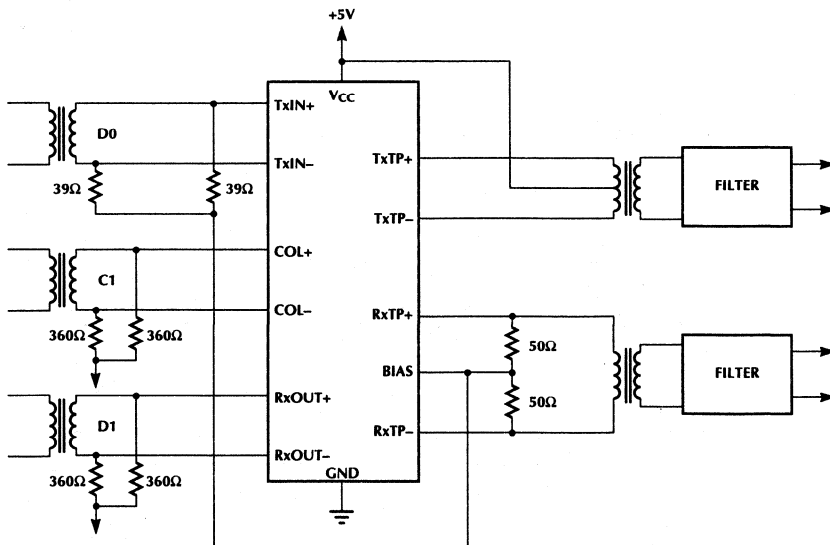 +5V
VCC
TxIN+
D0
TxIN–
39Ω
39Ω
TxTP+
FILTER
TxTP–
COL+
C1
COL–
360Ω
360Ω
RxTP+
50Ω
BIAS
FILTER
50Ω
RxOUT+
D1
RxTP–
RxOUT–
360Ω
360Ω
GND